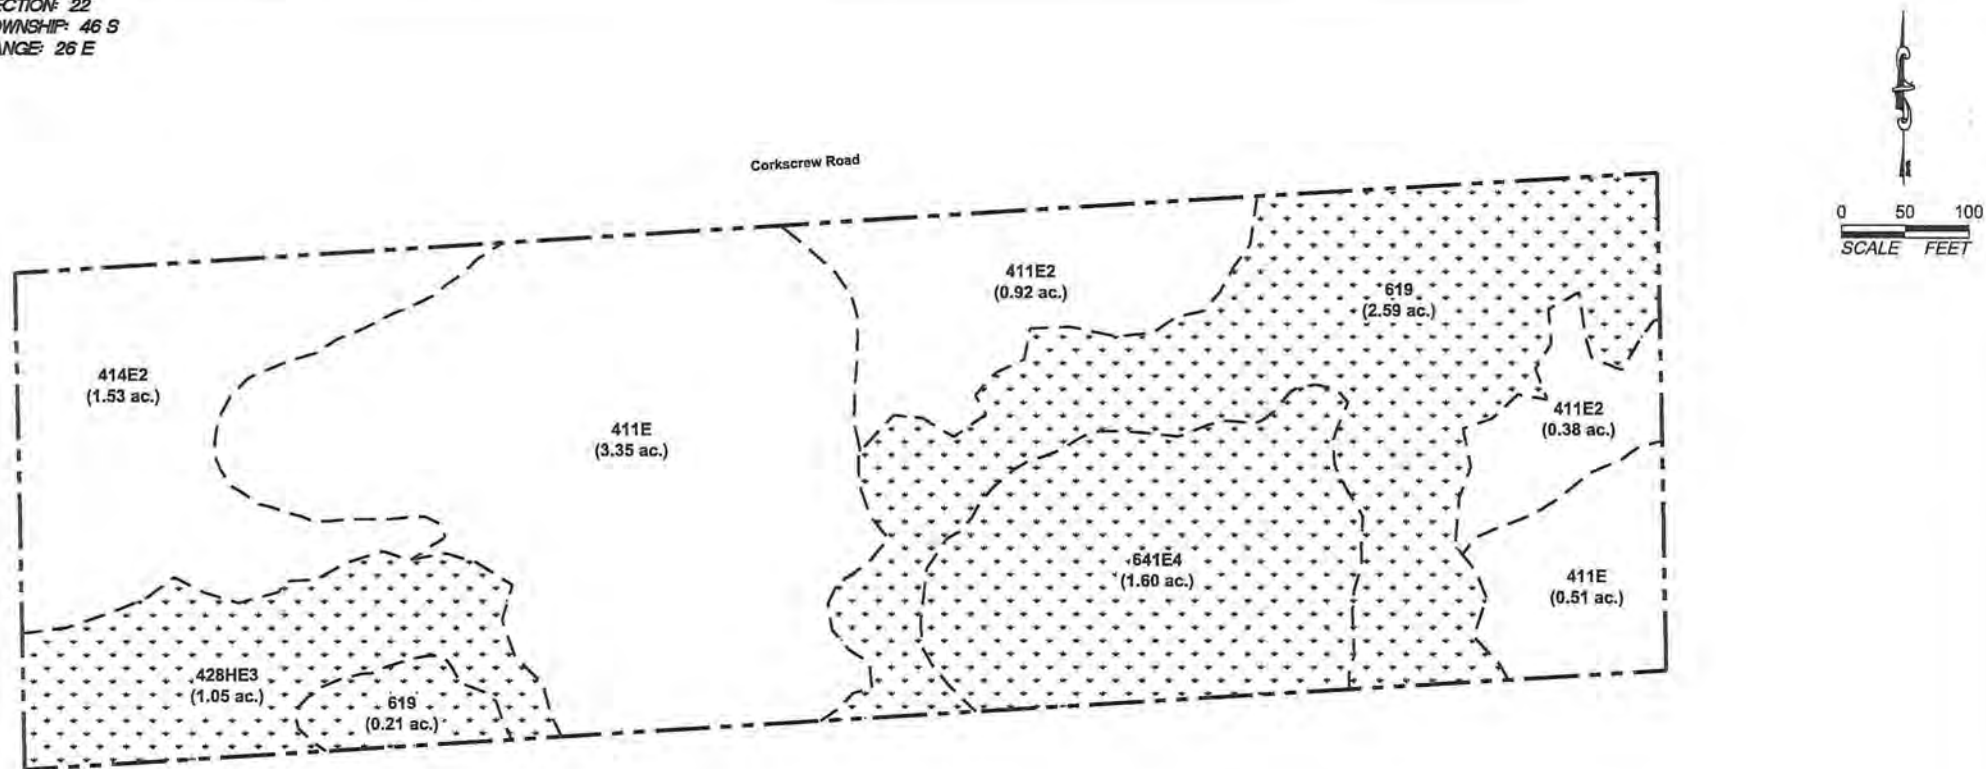 ECTION: 22
OWNSHIP: 46 S
ANGE: 26 E
Corkscrew Road
0 50 100
SCALE FEET
411E2
(0.92 ac.)
619
(2.59 ac.)
414E2
(1.53 ac.)
411E
(3.35 ac.)
411E2
(0.38 ac.)
641E4
(1.60 ac.)
411E
(0.51 ac.)
428HE3
(1.05 ac.)
619
(0.21 ac.)